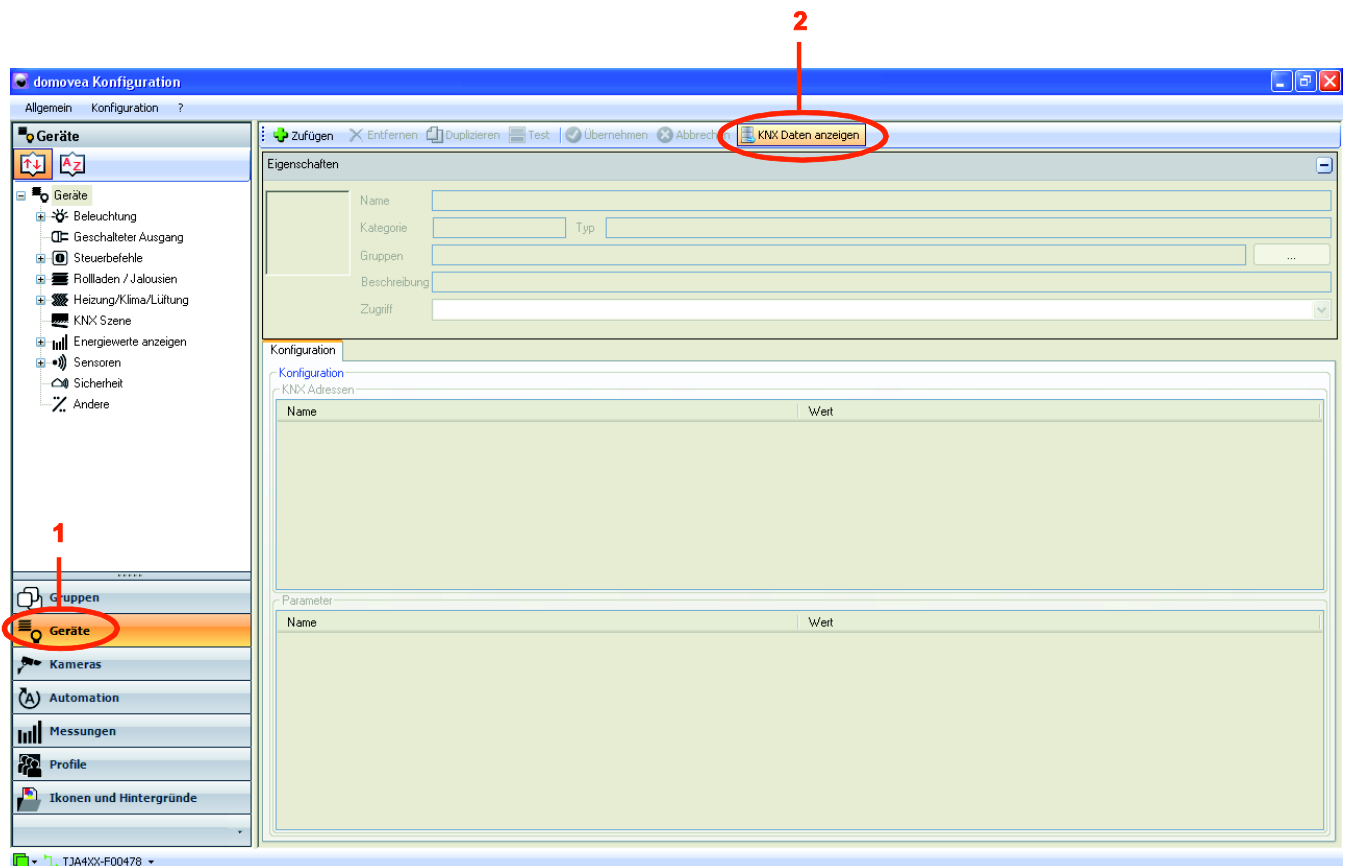 2
domovea Konfiguration
Allgemein Konfiguration ?
Geräte
Zufügen Entfernen Duplizieren Test Übernehmen Abbrechen KNX Daten anzeigen
Eigenschaften
Geräte
Beleuchtung
Geschalteter Ausgang
Steuerbefehle
Rollladen / Jalousien
Heizung/Klima/Lüftung
KNX Szene
Energiewerte anzeigen
Sensoren
Sicherheit
Andere
Name
Kategorie Typ
Gruppen ...
Beschreibung
Zugriff
Konfiguration
Konfiguration
KNX Adressen
Name Wert
Parameter
Name Wert
1
Gruppen
Geräte
Kameras
Automation
Messungen
Profile
Ikonen und Hintergründe
TJA4XX-F00478